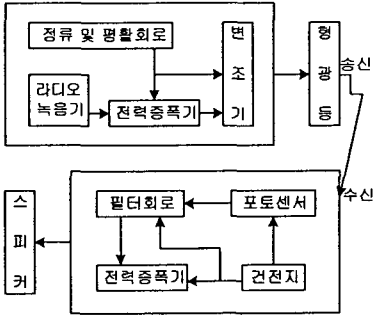 정류 및 평활회로
변조기
형광등
송신
라디오
녹음기
전력증폭기
수신
스피커
필터회로
포토센서
전력증폭기
건전지